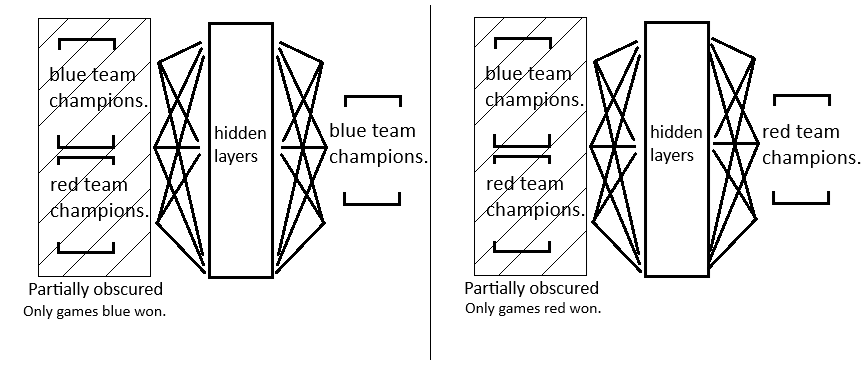 blue team
champions.
red team
champions.
hidden
layers
blue team
champions.
Partially obscured
Only games blue won.
blue team
champions.
red team
champions.
hidden
layers
red team
champions.
Partially obscured
Only games red won.